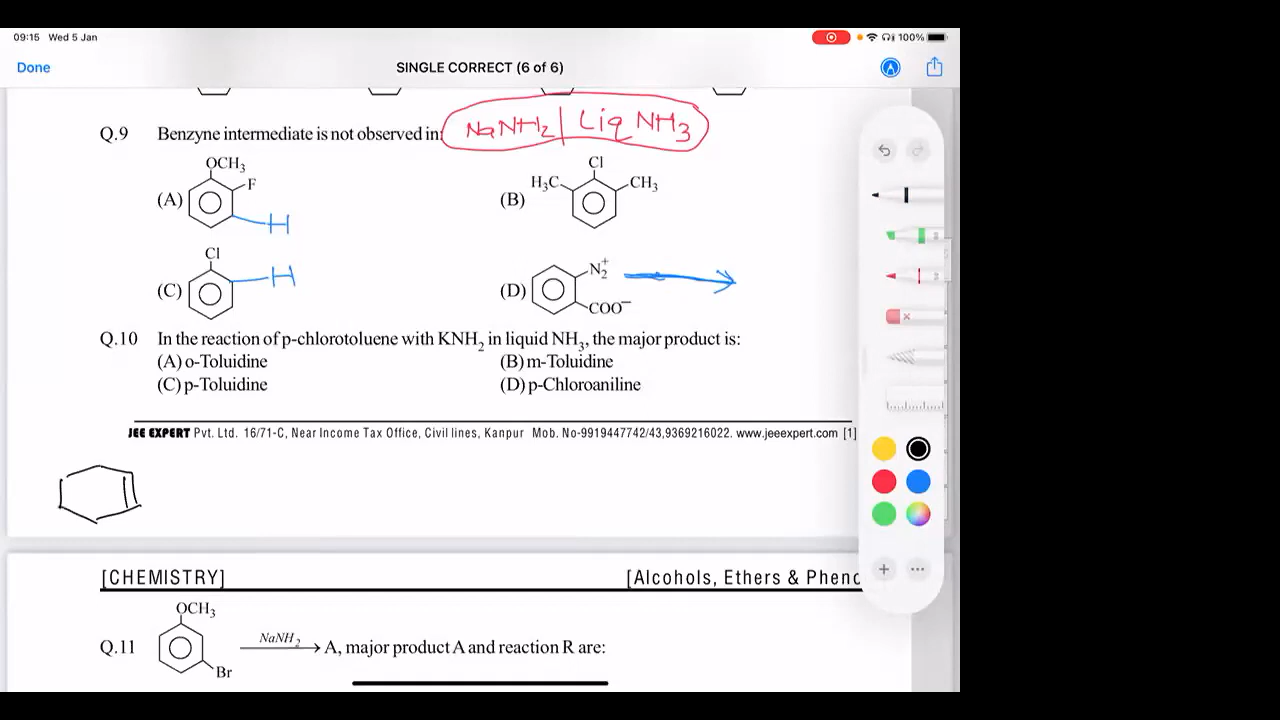 09:15 Wed 5 Jan 100%
Done SINGLE CORRECT (6 of 6)
Q.9 Benzyne intermediate is not observed in: NaNH2 | Liq NH3
OCH3 Cl
F H3C CH3
(A) (B)
H
Cl
H N2+
(C) (D)
COO−
Q.10 In the reaction of p-chlorotoluene with KNH2 in liquid NH3, the major product is:
(A) o-Toluidine (B) m-Toluidine
(C) p-Toluidine (D) p-Chloroaniline
JEE EXPERT Pvt. Ltd. 16/71-C, Near Income Tax Office, Civil lines, Kanpur Mob. No-9919447742/43,9369216022. www.jeeexpert.com [1]
[CHEMISTRY] [Alcohols, Ethers & Pheno
OCH3
Q.11 NaNH2 A, major product A and reaction R are:
Br